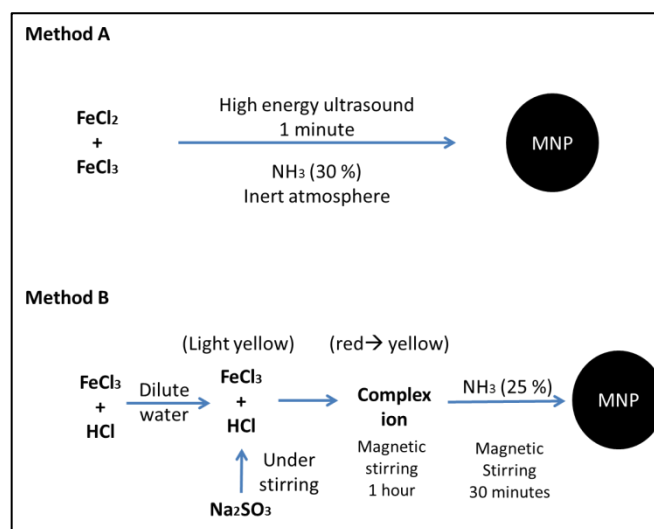 Method A
FeCl₂
+
FeCl₃
High energy ultrasound
1 minute
NH₃ (30 %)
Inert atmosphere
MNP
Method B
(Light yellow)
(red→ yellow)
FeCl₃
+
HCl
Dilute
water
FeCl₃
+
HCl
Under
stirring
Na₂SO₃
Complex
ion
Magnetic
stirring
1 hour
NH₃ (25 %)
Magnetic
Stirring
30 minutes
MNP